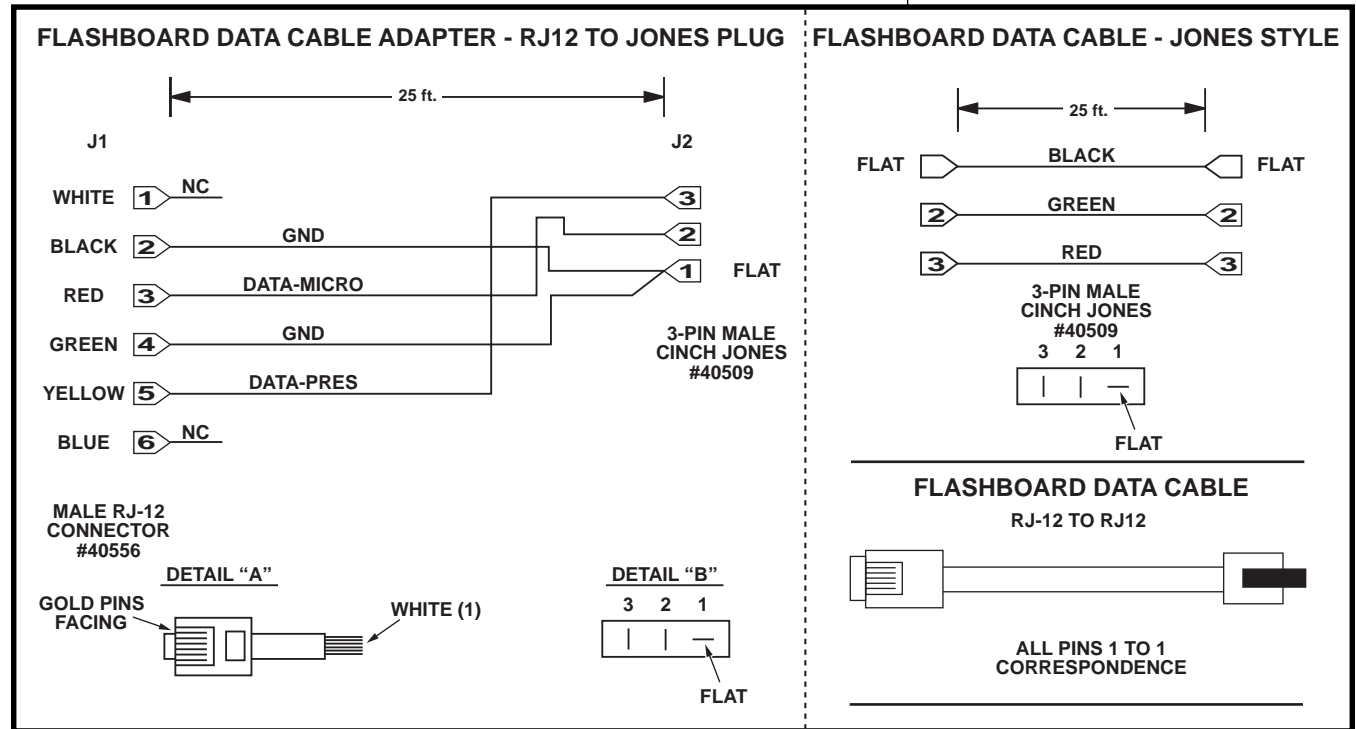 FLASHBOARD DATA CABLE ADAPTER - RJ12 TO JONES PLUG
25 ft.
J1
J2
WHITE 1 NC
3
BLACK 2 GND
2
RED 3 DATA-MICRO
1 FLAT
GREEN 4 GND
YELLOW 5 DATA-PRES
BLUE 6 NC
3-PIN MALE
CINCH JONES
#40509
MALE RJ-12
CONNECTOR
#40556
DETAIL “A”
GOLD PINS
FACING
WHITE (1)
DETAIL “B”
3 2 1
FLAT
FLASHBOARD DATA CABLE - JONES STYLE
25 ft.
FLAT BLACK FLAT
2 GREEN 2
3 RED 3
3-PIN MALE
CINCH JONES
#40509
3 2 1
FLAT
FLASHBOARD DATA CABLE
RJ-12 TO RJ12
ALL PINS 1 TO 1
CORRESPONDENCE